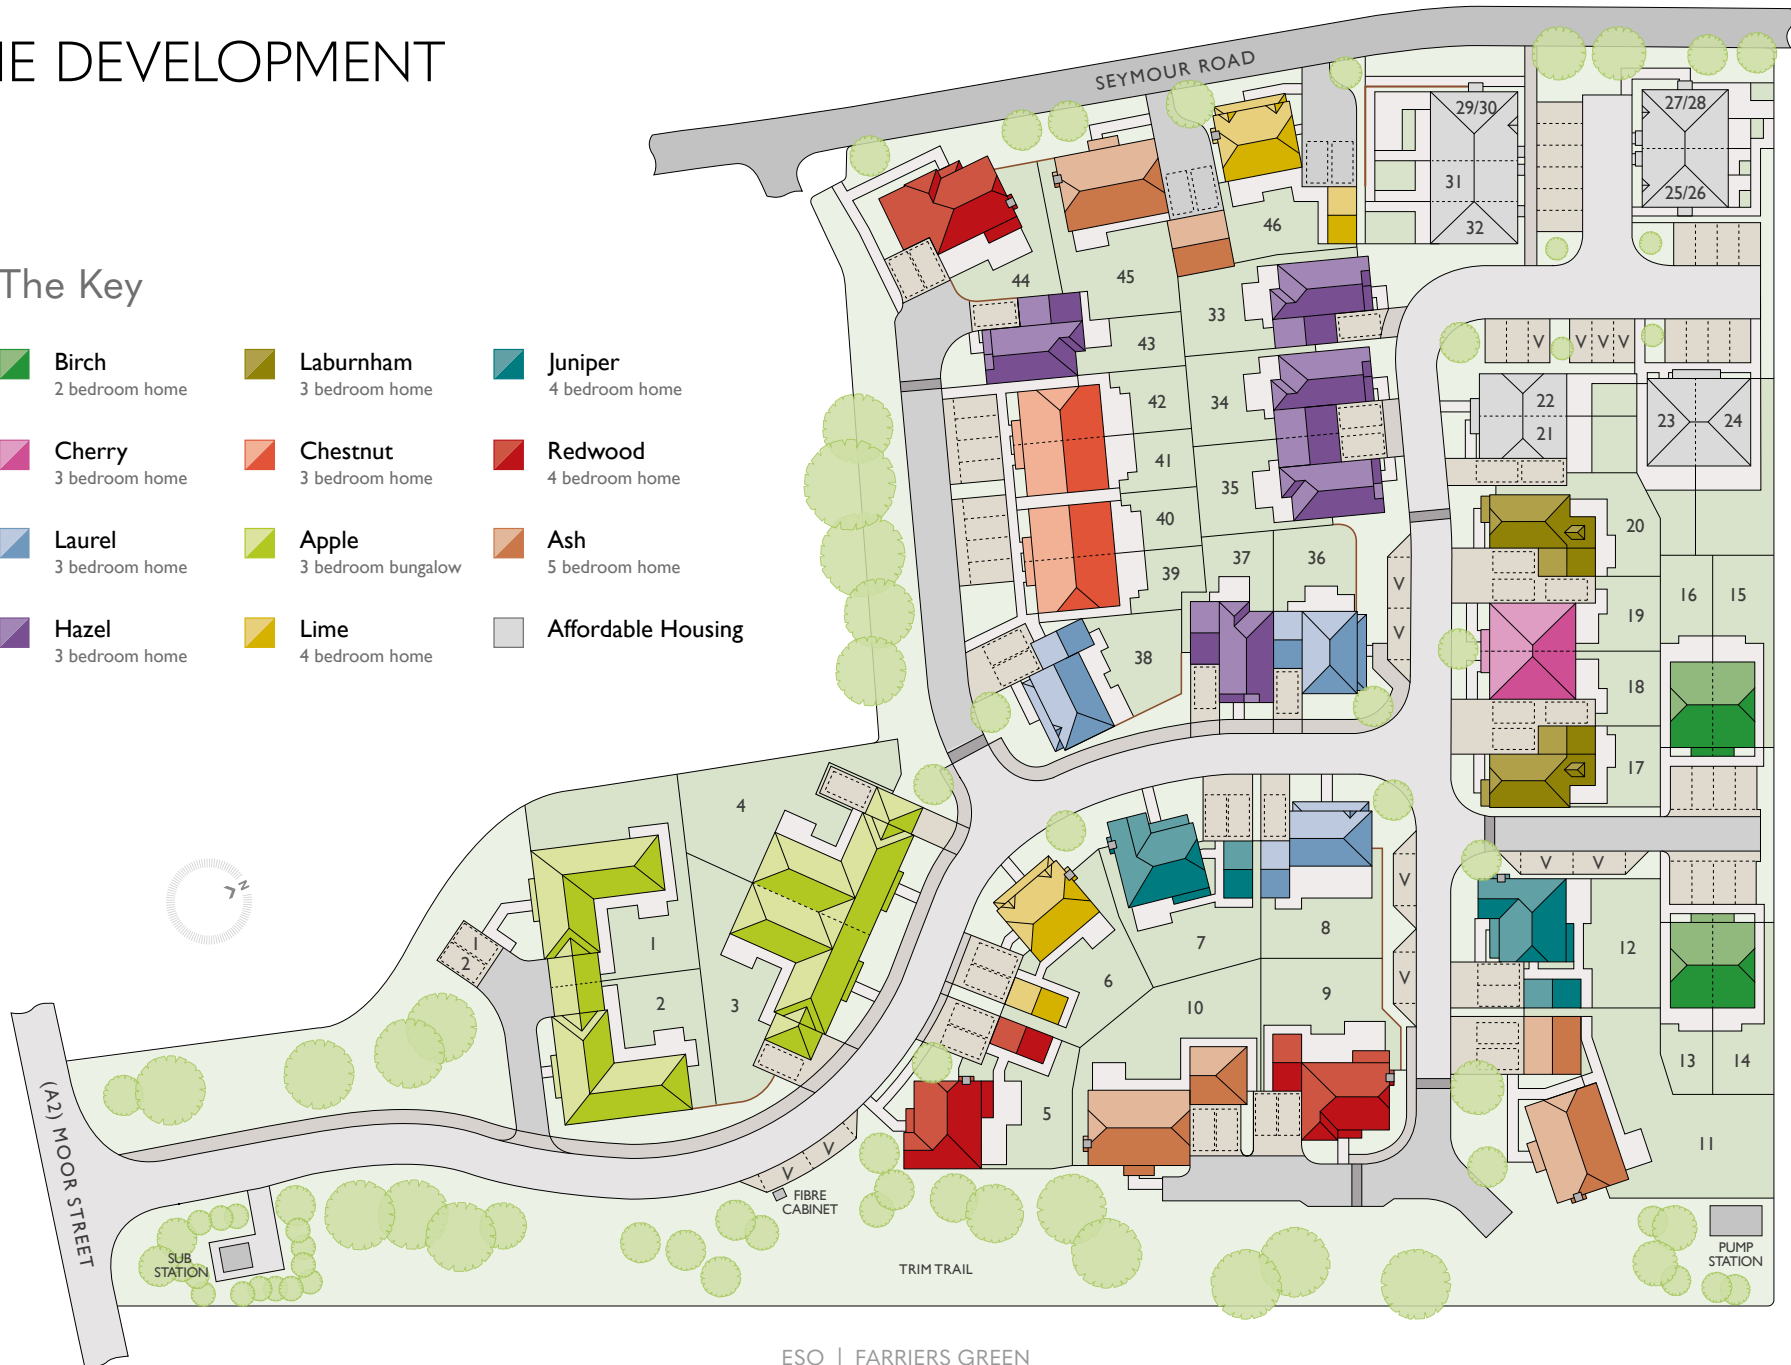 IE DEVELOPMENT
The Key
Birch
2 bedroom home
Laburnham
3 bedroom home
Juniper
4 bedroom home
Cherry
3 bedroom home
Chestnut
3 bedroom home
Redwood
4 bedroom home
Laurel
3 bedroom home
Apple
3 bedroom bungalow
Ash
5 bedroom home
Hazel
3 bedroom home
Lime
4 bedroom home
Affordable Housing
SEYMOUR ROAD
29/30
27/28
31
25/26
32
46
44
45
33
43
V
V V V
42
34
22
23
24
21
41
35
40
20
37
36
39
V
16
15
19
V
38
18
17
4
V
V
V
1
2
1
8
7
12
2
3
6
V
10
9
13
14
5
11
V
V
(A2) MOOR STREET
FIBRE
CABINET
SUB
STATION
TRIM TRAIL
PUMP
STATION
N
ESO | FARRIERS GREEN